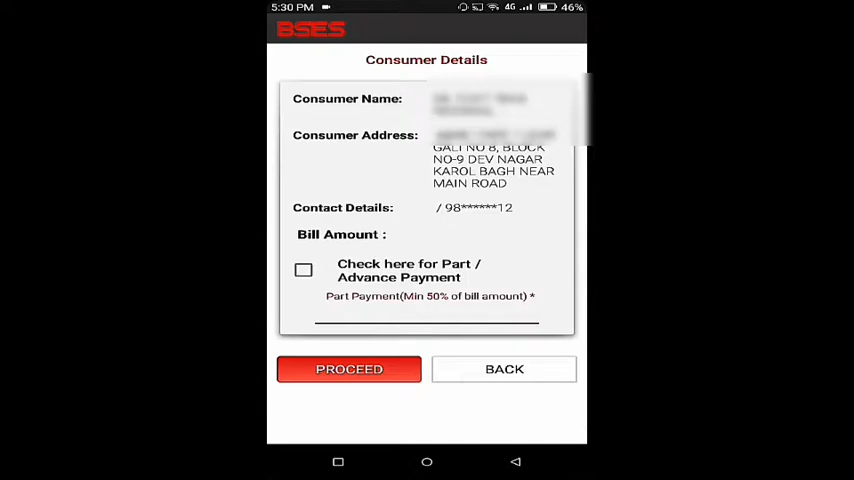 5:30 PM 4G 46%
BSES
Consumer Details
Consumer Name:
Consumer Address:
GALI NO 8, BLOCK
NO-9 DEV NAGAR
KAROL BAGH NEAR
MAIN ROAD
Contact Details: / 98******12
Bill Amount :
Check here for Part /
Advance Payment
Part Payment(Min 50% of bill amount) *
PROCEED BACK